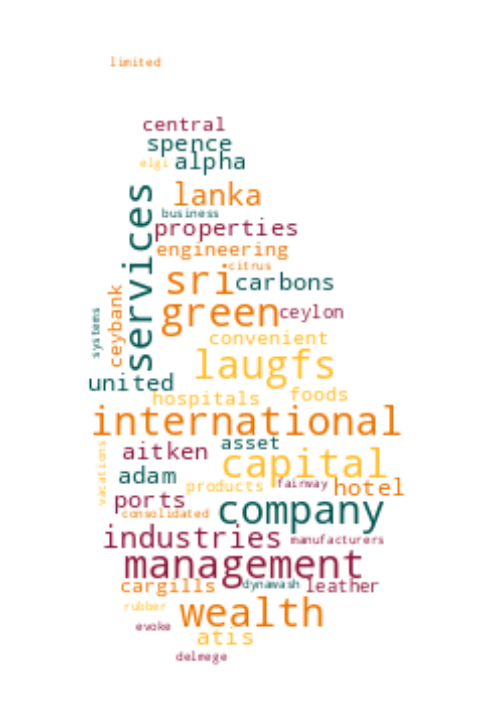 limited
central
spence
elgi alpha
lanka
services
business
properties
engineering
citrus
sri carbons
green ceylon
systems
ceybank
convenient
laugfs
united
hospitals foods
international
aitken asset
vacations
adam capital
products fairway hotel
ports
consolidated company
industries manufacturers
management
cargills dynawash leather
rubber wealth
evoke atis
delmege